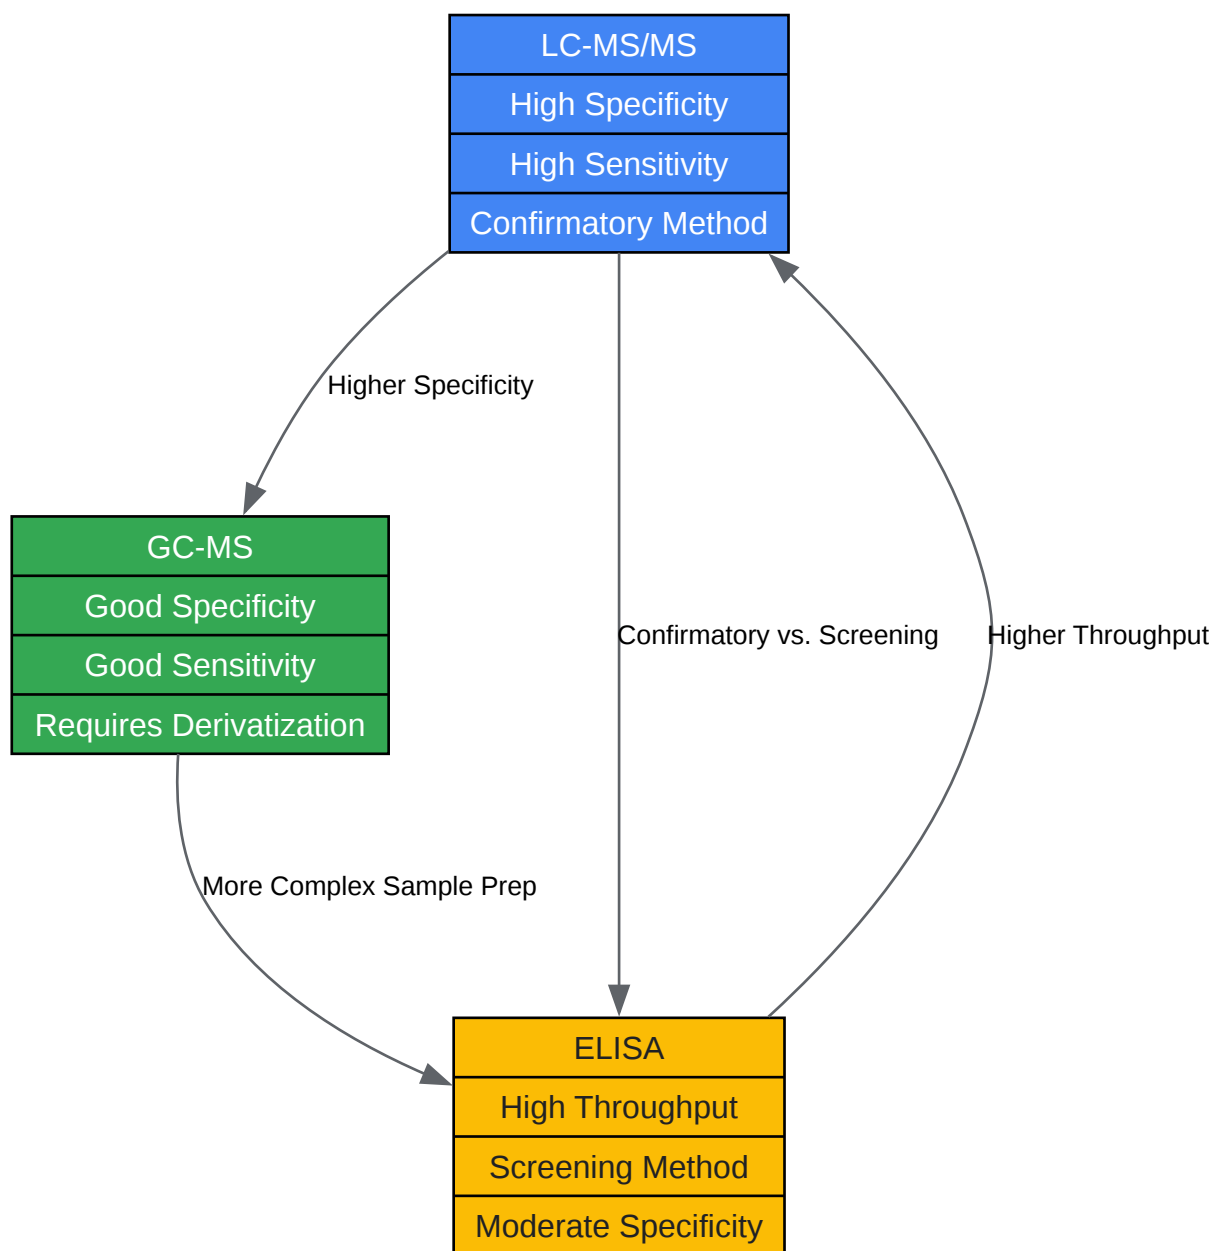 LC-MS/MS
High Specificity
High Sensitivity
Confirmatory Method
Higher Specificity
GC-MS
Good Specificity
Good Sensitivity
Requires Derivatization
Confirmatory vs. Screening
Higher Throughput
More Complex Sample Prep
ELISA
High Throughput
Screening Method
Moderate Specificity